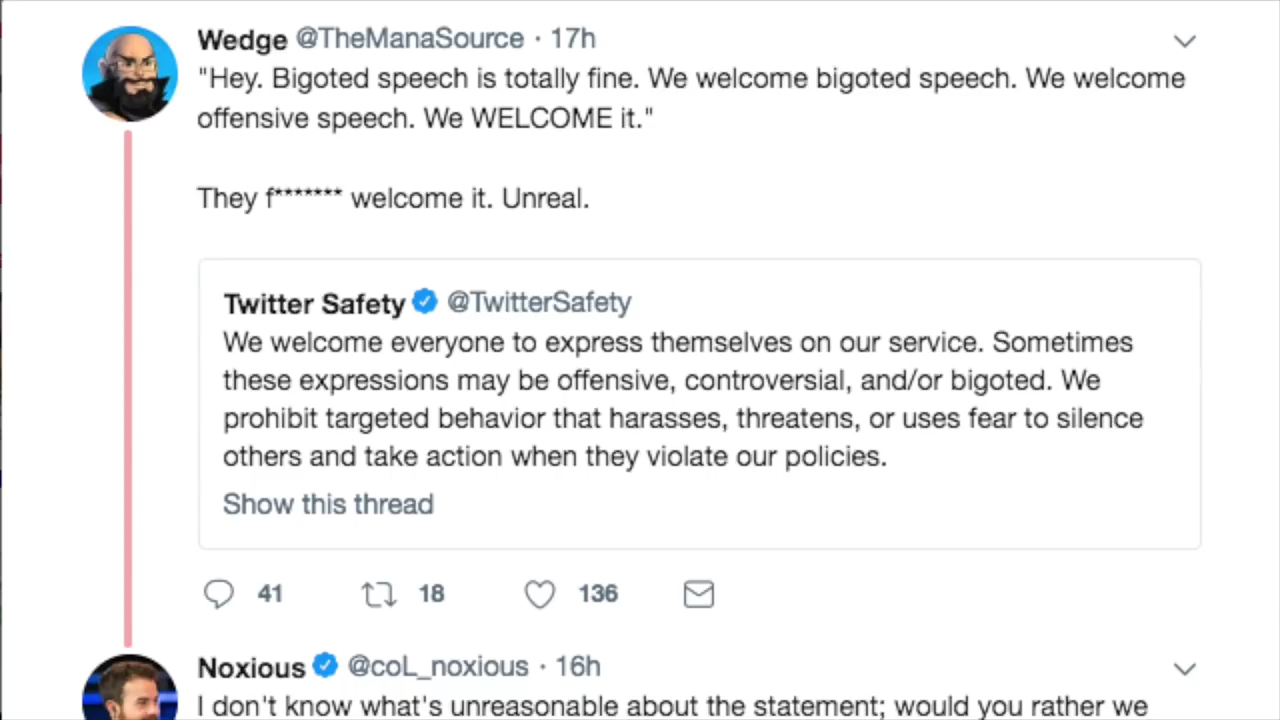 Wedge @TheManaSource · 17h
"Hey. Bigoted speech is totally fine. We welcome bigoted speech. We welcome
offensive speech. We WELCOME it."
They f******* welcome it. Unreal.
Twitter Safety @TwitterSafety
We welcome everyone to express themselves on our service. Sometimes
these expressions may be offensive, controversial, and/or bigoted. We
prohibit targeted behavior that harasses, threatens, or uses fear to silence
others and take action when they violate our policies.
Show this thread
41 18 136
Noxious @coL_noxious · 16h
I don't know what's unreasonable about the statement; would you rather we